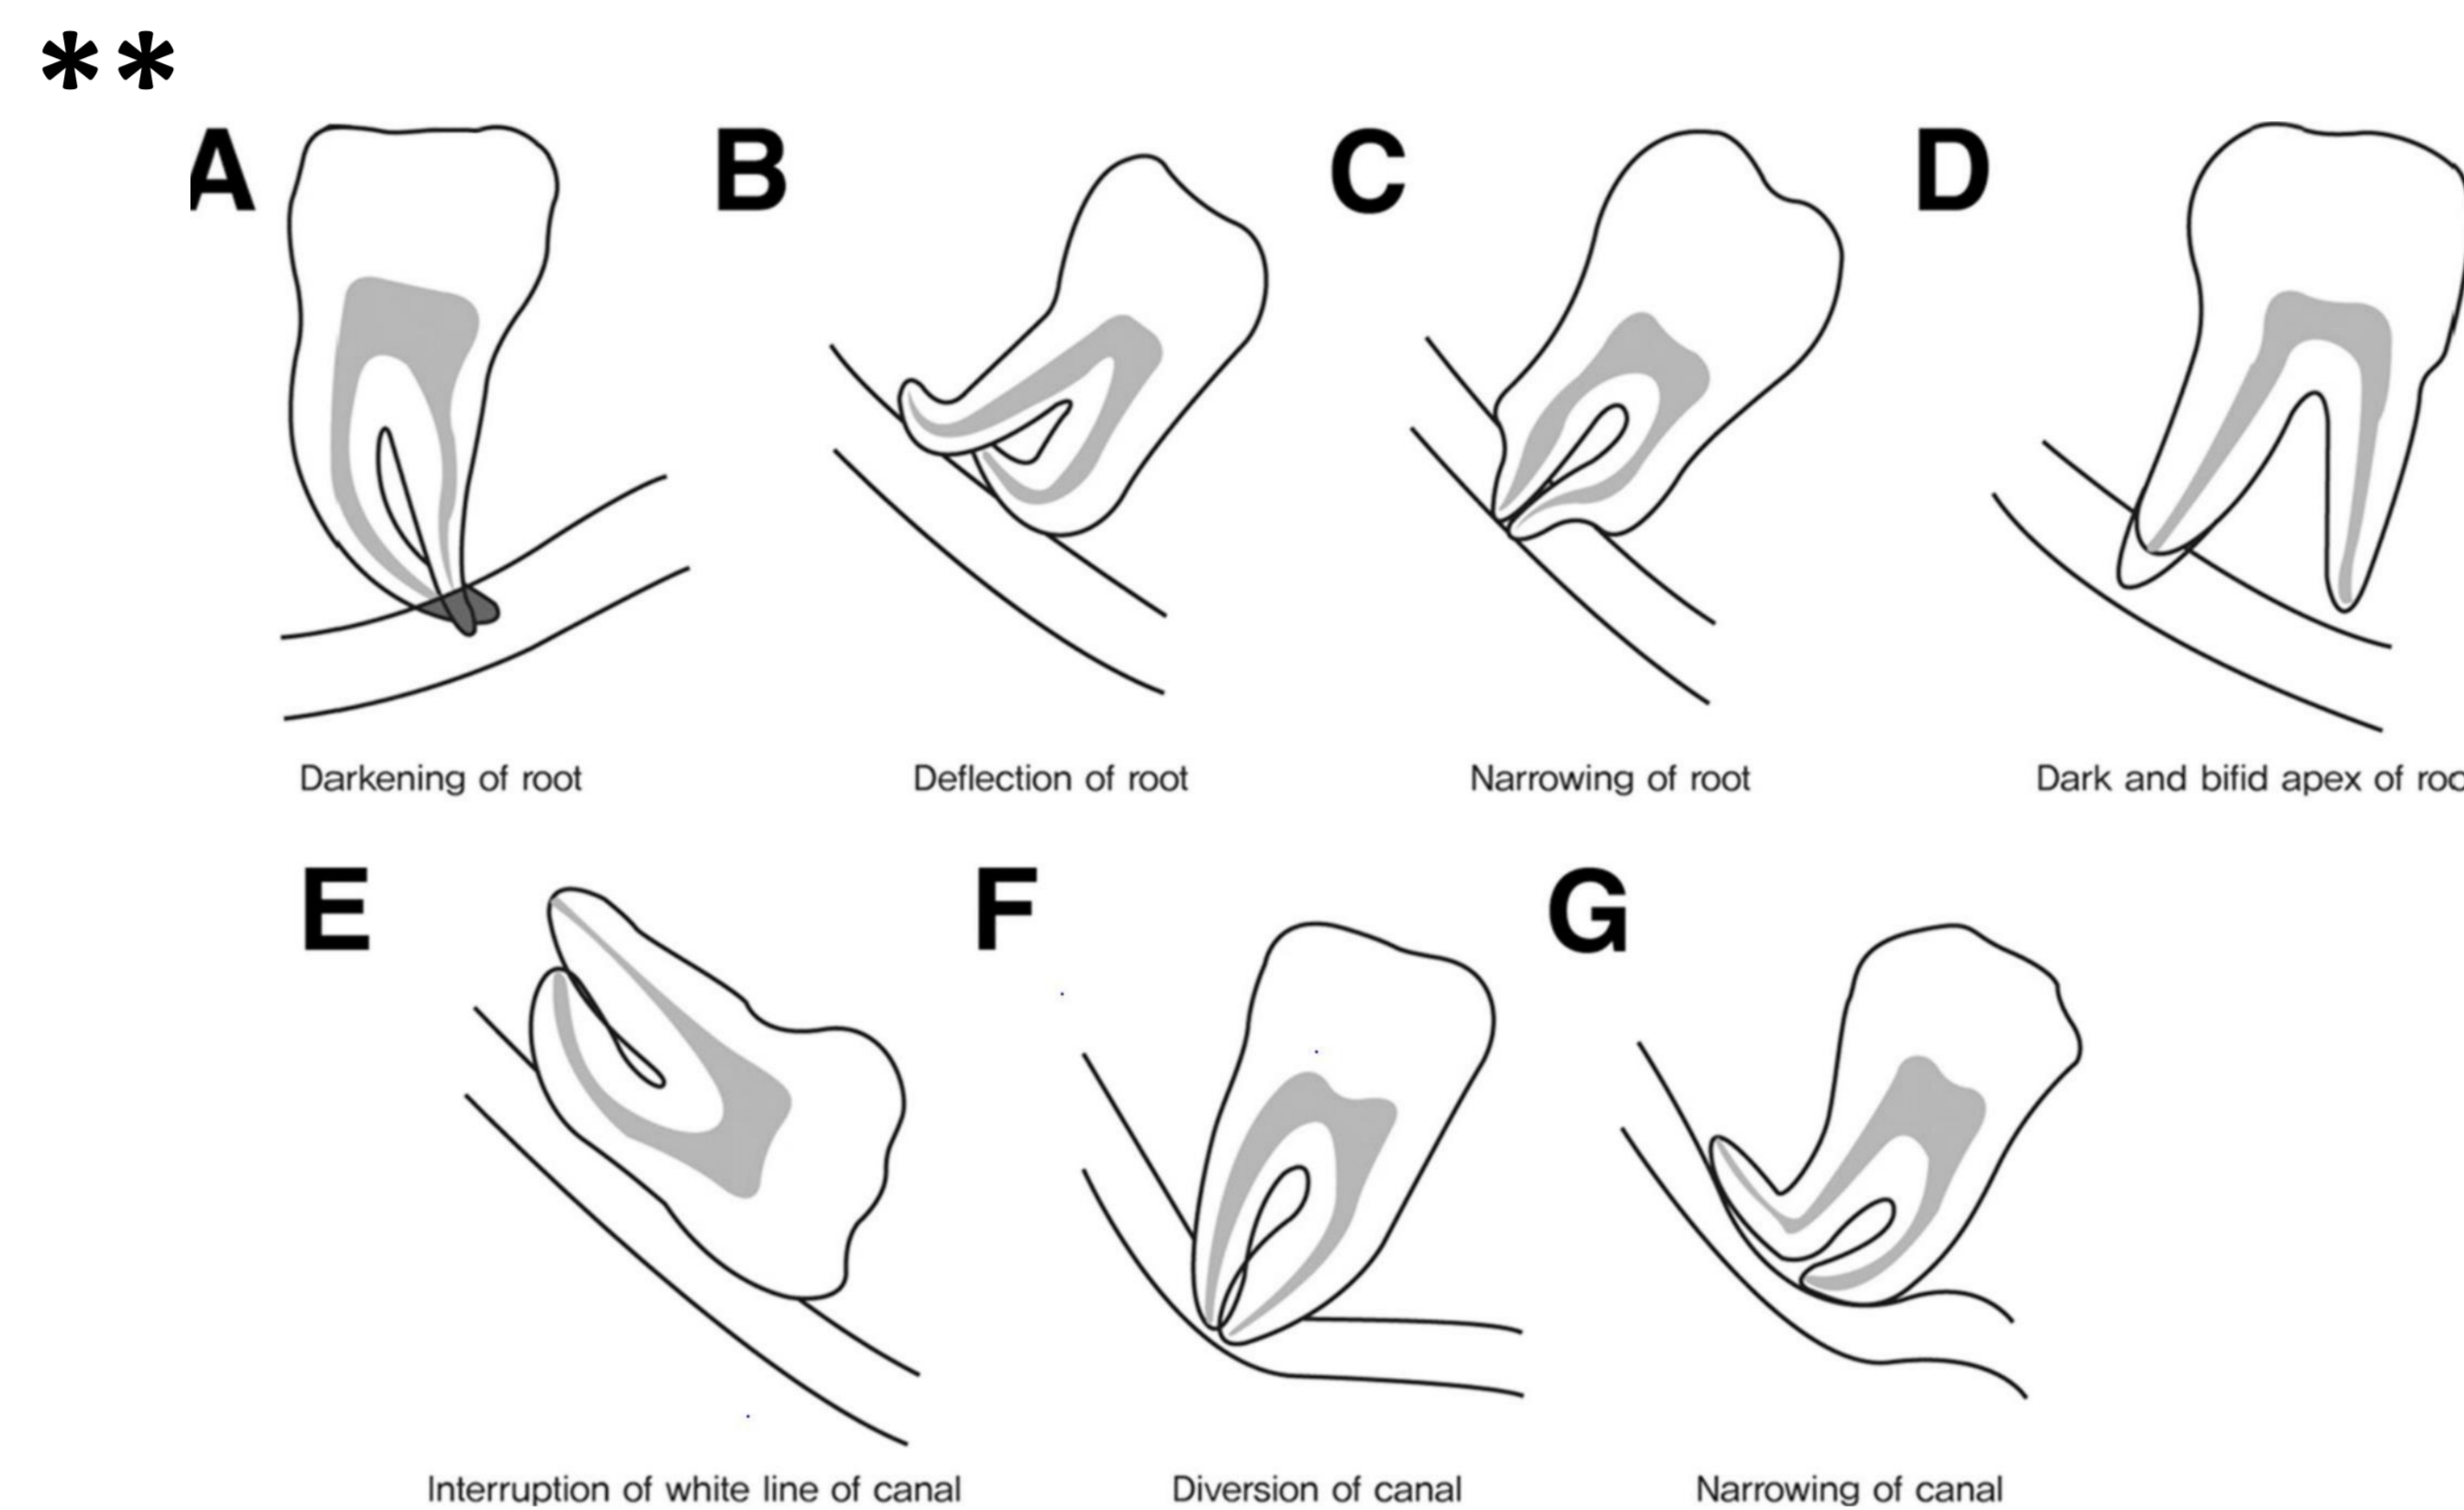 **
A
B
C
D
Darkening of root
Deflection of root
Narrowing of root
Dark and bifid apex of roo
E
F
G
Interruption of white line of canal
Diversion of canal
Narrowing of canal